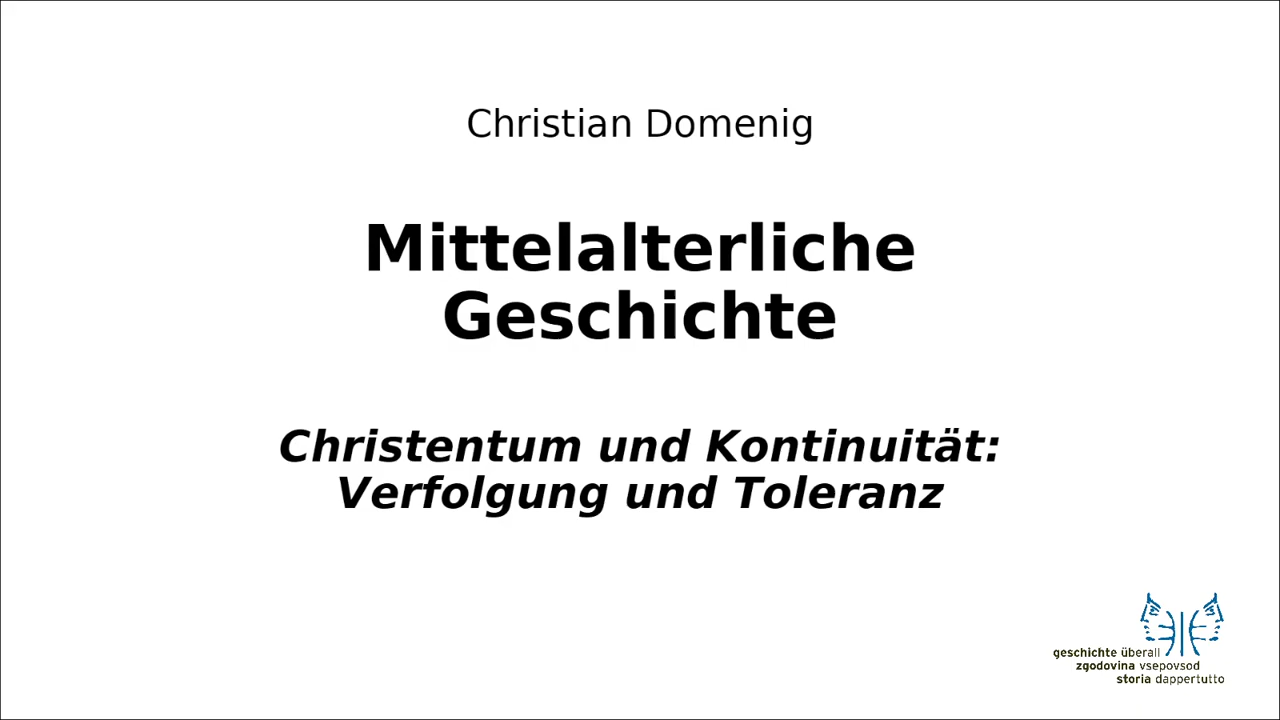 Christian Domenig
Mittelalterliche
Geschichte
Christentum und Kontinuität:
Verfolgung und Toleranz
geschichte überall
zgodovina vsepovsod
storia dappertutto